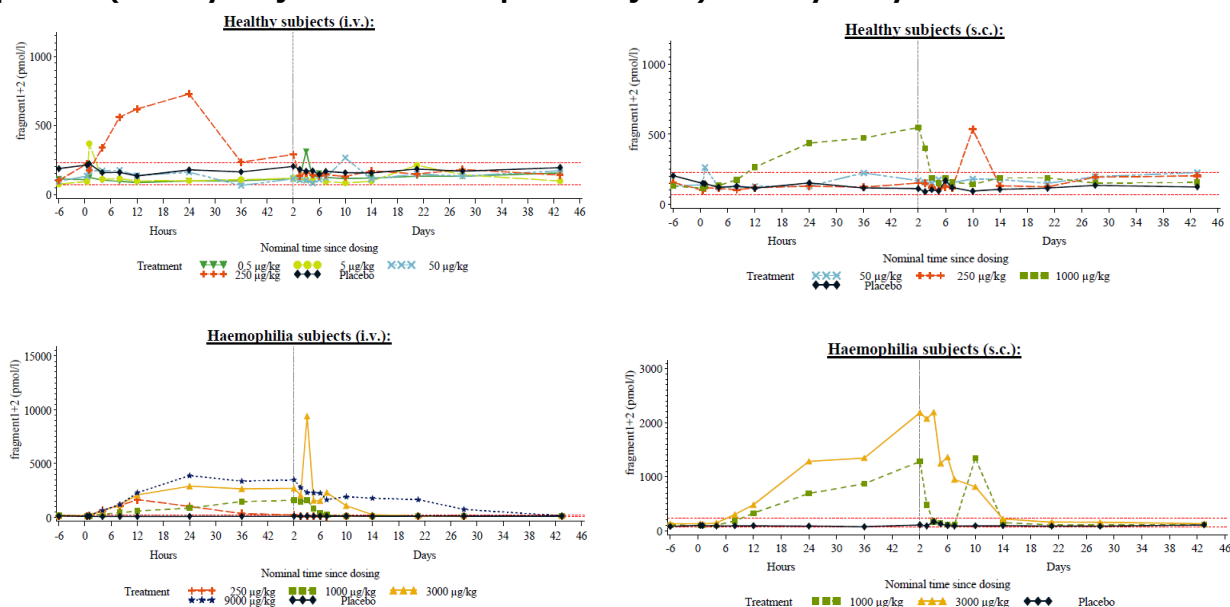 Healthy subjects (i.v.):
fragment1+2 (pmol/l)
1000
500
0
-6 0 6 12 18 24 30 36 42 2 6 10 14 18 22 26 30 34 38 42 46
Hours Days
Nominal time since dosing
Treatment 0.5 µg/kg 5 µg/kg 50 µg/kg
250 µg/kg Placebo
Healthy subjects (s.c.):
fragment1+2 (pmol/l)
1000
500
0
-6 0 6 12 18 24 30 36 42 2 6 10 14 18 22 26 30 34 38 42 46
Hours Days
Nominal time since dosing
Treatment 50 µg/kg 250 µg/kg 1000 µg/kg
Placebo
Haemophilia subjects (i.v.):
fragment1+2 (pmol/l)
15000
10000
5000
0
-6 0 6 12 18 24 30 36 42 2 6 10 14 18 22 26 30 34 38 42 46
Hours Days
Nominal time since dosing
Treatment 250 µg/kg 1000 µg/kg 3000 µg/kg
9000 µg/kg Placebo
Haemophilia subjects (s.c.):
fragment1+2 (pmol/l)
3000
2000
1000
0
-6 0 6 12 18 24 30 36 42 2 6 10 14 18 22 26 30 34 38 42 46
Hours Days
Nominal time since dosing
Treatment 1000 µg/kg 3000 µg/kg Placebo